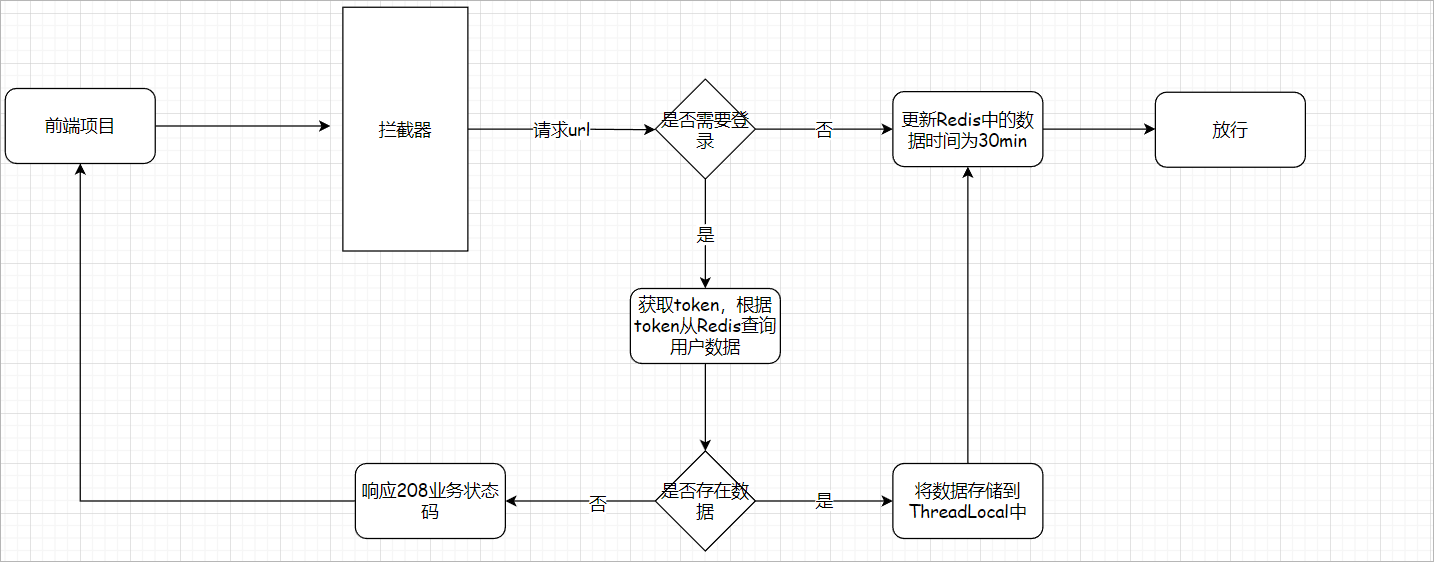 前端项目
拦截器
请求url
是否需要登
录
否
更新Redis中的数
据时间为30min
放行
是
获取token，根据
token从Redis查询
用户数据
响应208业务状态
码
否
是否存在数
据
是
将数据存储到
ThreadLocal中